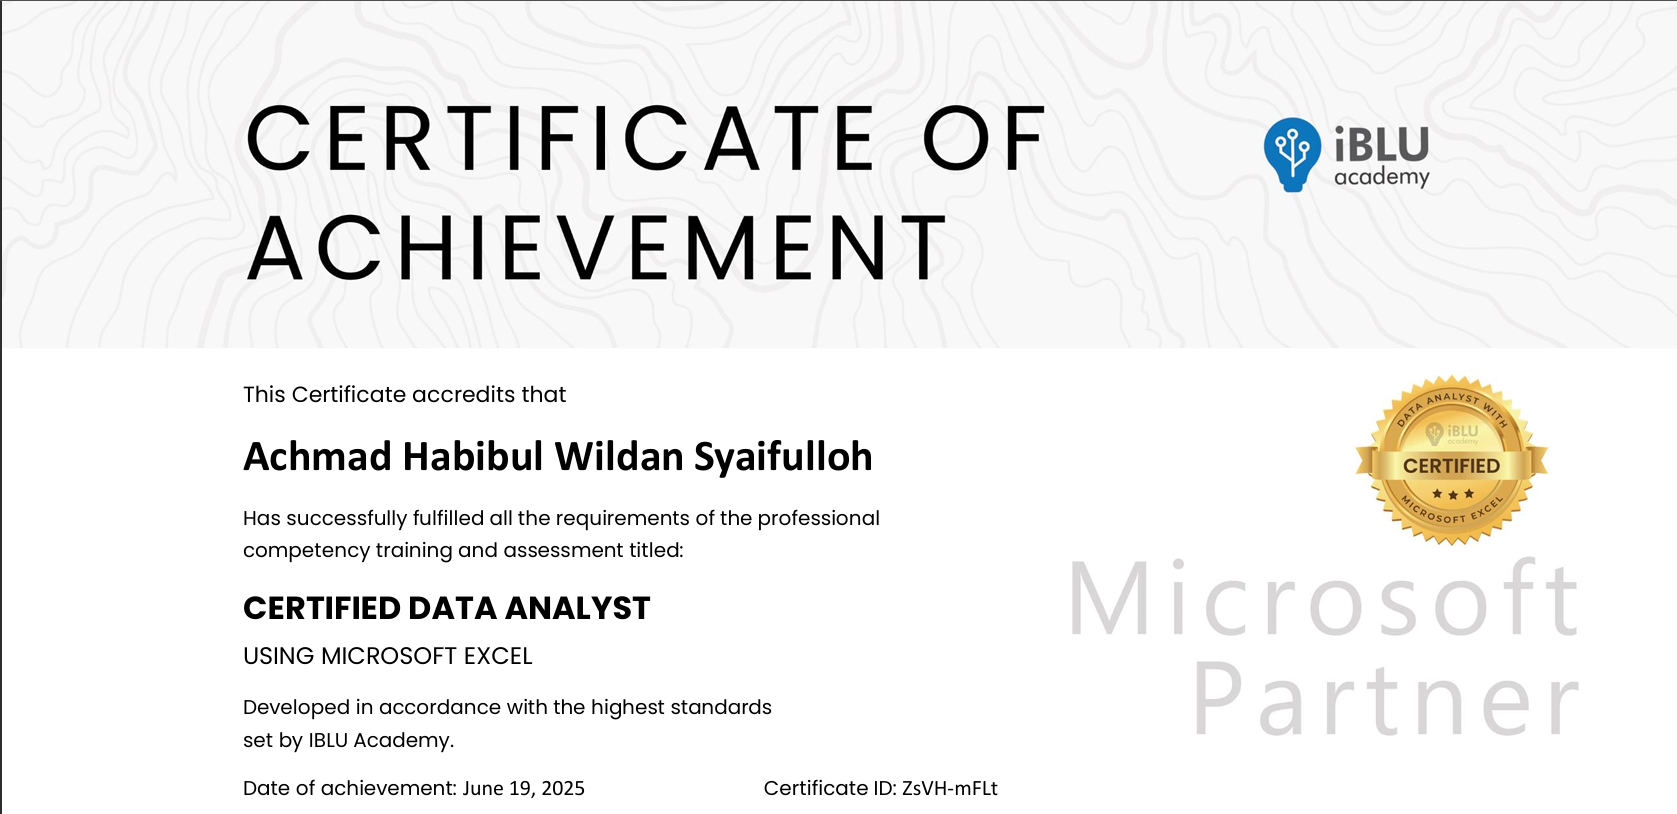 CERTIFICATE OF
ACHIEVEMENT
iBLU
academy
This Certificate accredits that
Achmad Habibul Wildan Syaifulloh
Has successfully fulfilled all the requirements of the professional
competency training and assessment titled:
CERTIFIED DATA ANALYST
USING MICROSOFT EXCEL
Developed in accordance with the highest standards
set by IBLU Academy.
Date of achievement: June 19, 2025
Certificate ID: ZsVH-mFLt
DATA ANALYST WITH
iBLU
academy
CERTIFIED
MICROSOFT EXCEL
Microsoft
Partner